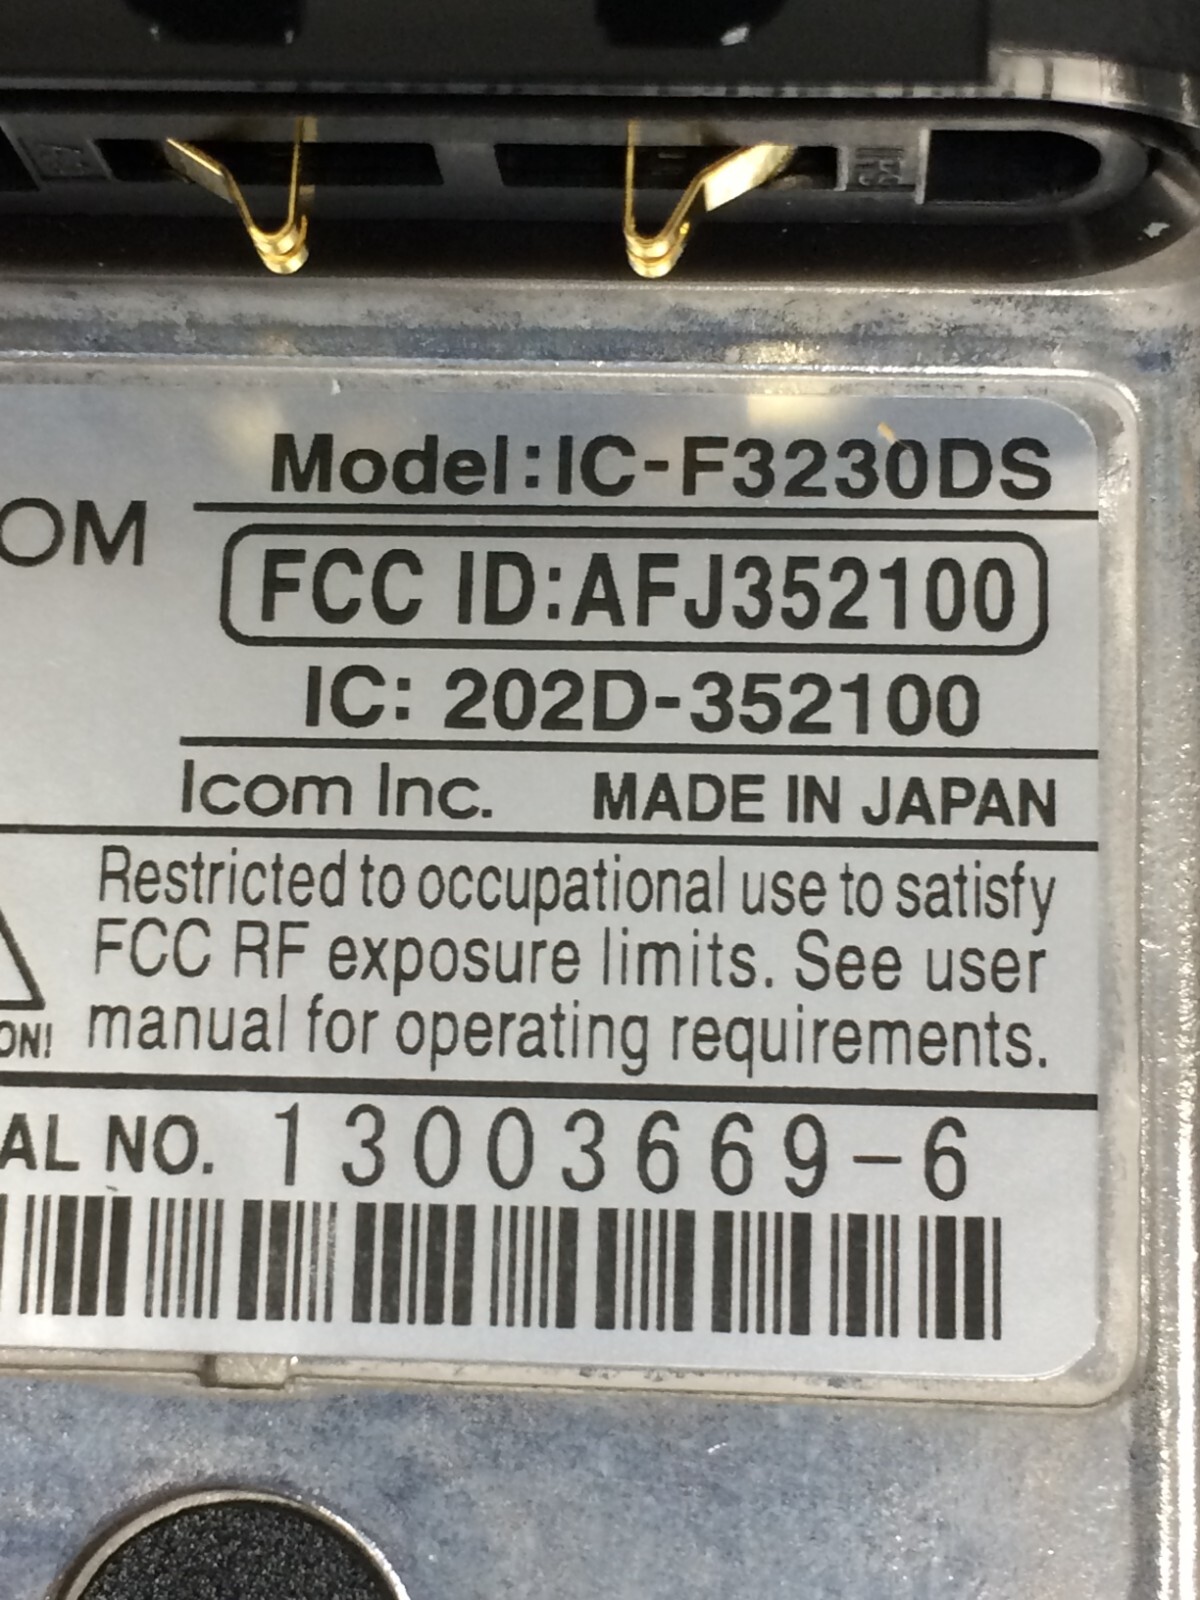 Model:IC-F3230DS
OM
FCC ID:AFJ352100
IC: 202D-352100
Icom Inc. MADE IN JAPAN
Restricted to occupational use to satisfy
FCC RF exposure limits. See user
ON! manual for operating requirements.
AL NO. 13003669-6